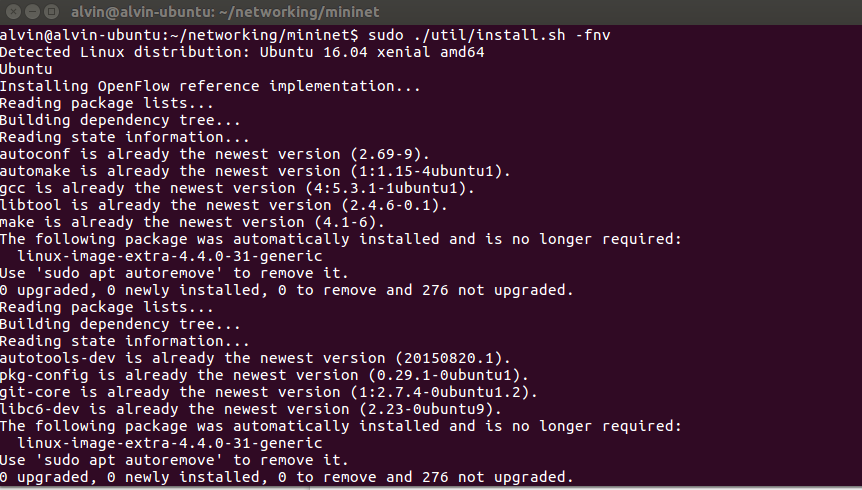 alvin@alvin-ubuntu: ~/networking/mininet
alvin@alvin-ubuntu:~/networking/mininet$ sudo ./util/install.sh -fnv
Detected Linux distribution: Ubuntu 16.04 xenial amd64
Ubuntu
Installing OpenFlow reference implementation...
Reading package lists...
Building dependency tree...
Reading state information...
autoconf is already the newest version (2.69-9).
automake is already the newest version (1:1.15-4ubuntu1).
gcc is already the newest version (4:5.3.1-1ubuntu1).
libtool is already the newest version (2.4.6-0.1).
make is already the newest version (4.1-6).
The following package was automatically installed and is no longer required:
  linux-image-extra-4.4.0-31-generic
Use 'sudo apt autoremove' to remove it.
0 upgraded, 0 newly installed, 0 to remove and 276 not upgraded.
Reading package lists...
Building dependency tree...
Reading state information...
autotools-dev is already the newest version (20150820.1).
pkg-config is already the newest version (0.29.1-0ubuntu1).
git-core is already the newest version (1:2.7.4-0ubuntu1.2).
libc6-dev is already the newest version (2.23-0ubuntu9).
The following package was automatically installed and is no longer required:
  linux-image-extra-4.4.0-31-generic
Use 'sudo apt autoremove' to remove it.
0 upgraded, 0 newly installed, 0 to remove and 276 not upgraded.